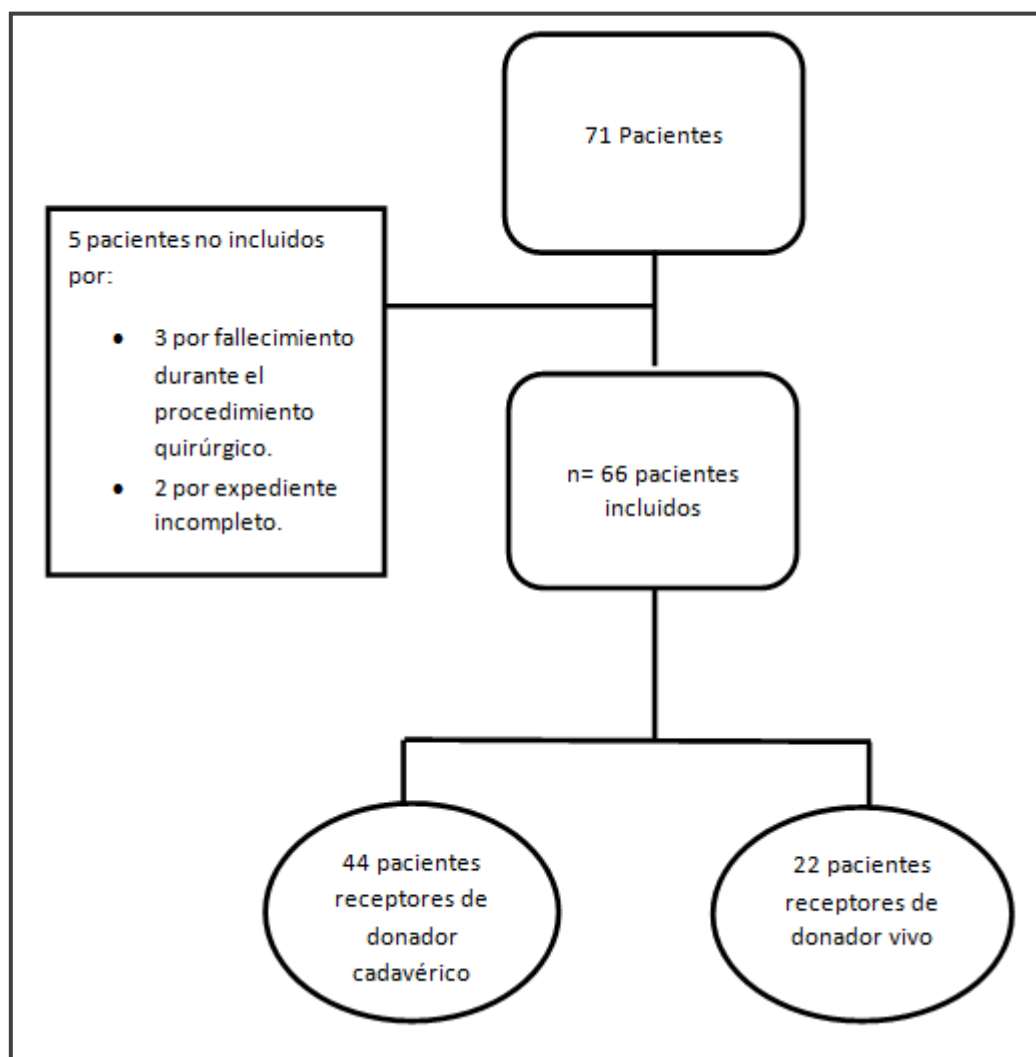 71 Pacientes
5 pacientes no incluidos
por:
• 3 por fallecimiento
durante el
procedimiento
quirúrgico.
• 2 por expediente
incompleto.
n= 66 pacientes
incluidos
44 pacientes
receptores de
donador
cadavérico
22 pacientes
receptores de
donador vivo